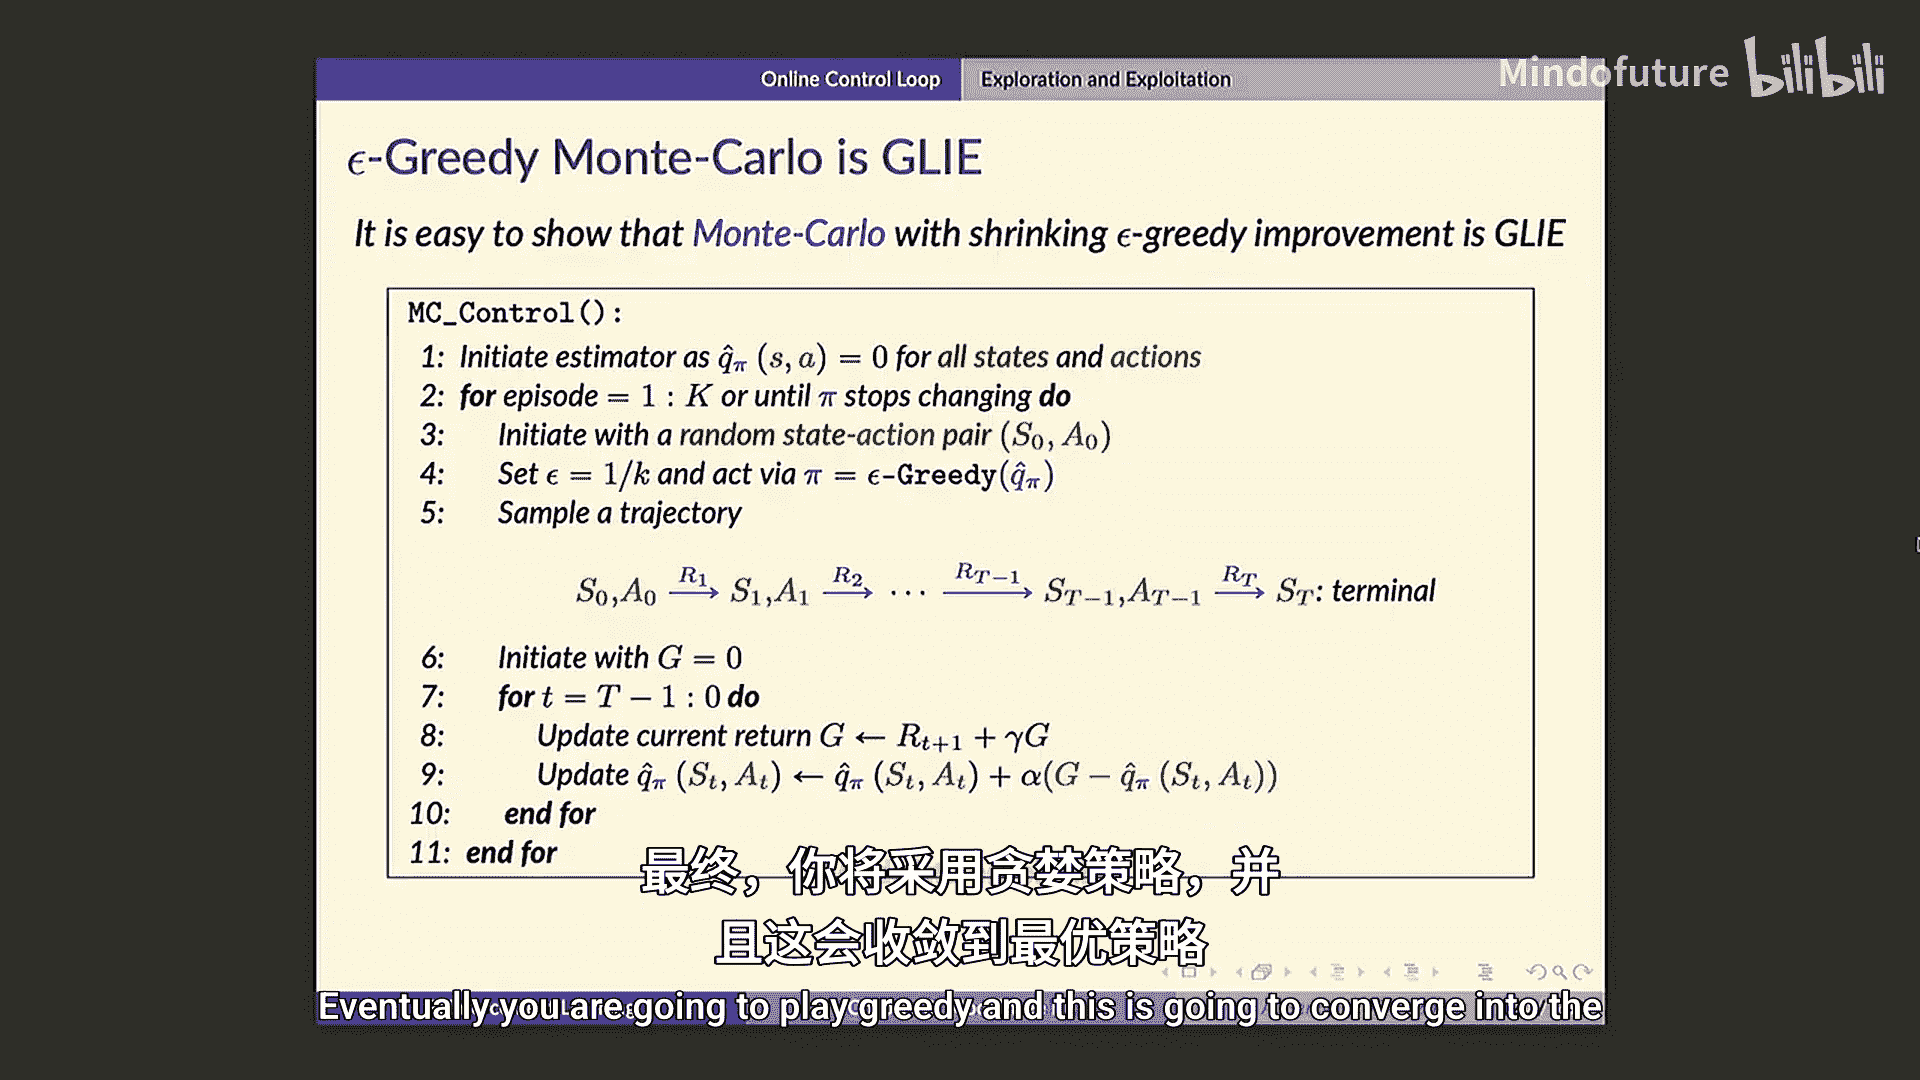 Mindofuture bilibili
Online Control Loop Exploration and Exploitation
ϵ-Greedy Monte-Carlo is GLIE
It is easy to show that Monte-Carlo with shrinking ϵ-greedy improvement is GLIE
MC_Control():
1: Initiate estimator as q̂π (s, a) = 0 for all states and actions
2: for episode = 1 : K or until π stops changing do
3: Initiate with a random state-action pair (S0, A0)
4: Set ϵ = 1/k and act via π = ϵ-Greedy(q̂π)
5: Sample a trajectory
S0,A0 —R1→ S1,A1 —R2→ ··· —RT−1→ ST−1,AT−1 —RT→ ST: terminal
6: Initiate with G = 0
7: for t = T − 1 : 0 do
8: Update current return G ← Rt+1 + γG
9: Update q̂π (St, At) ← q̂π (St, At) + α(G − q̂π (St, At))
10: end for
11: end for
最终，你将采用贪婪策略，并
且这会收敛到最优策略
Eventually you are going to play greedy and this is going to converge into the